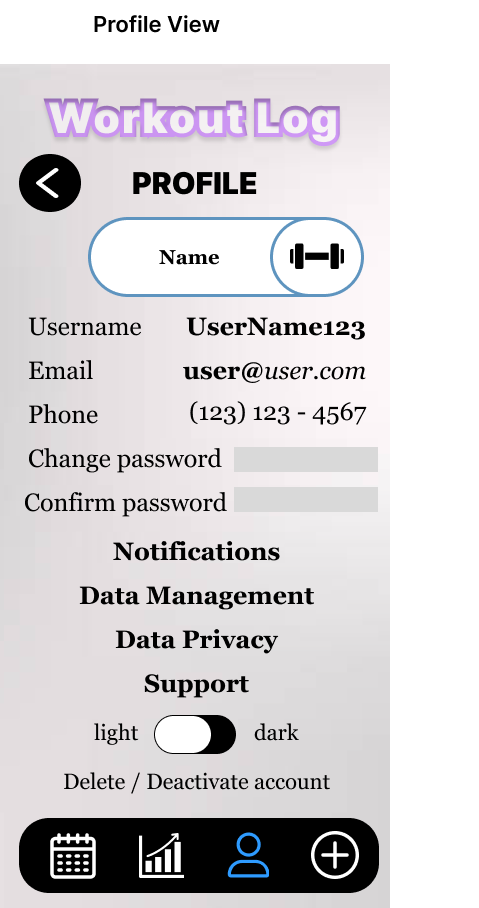 Profile View
Workout Log
PROFILE
Name
Username UserName123
Email user@user.com
Phone (123) 123 - 4567
Change password
Confirm password
Notifications
Data Management
Data Privacy
Support
light dark
Delete / Deactivate account